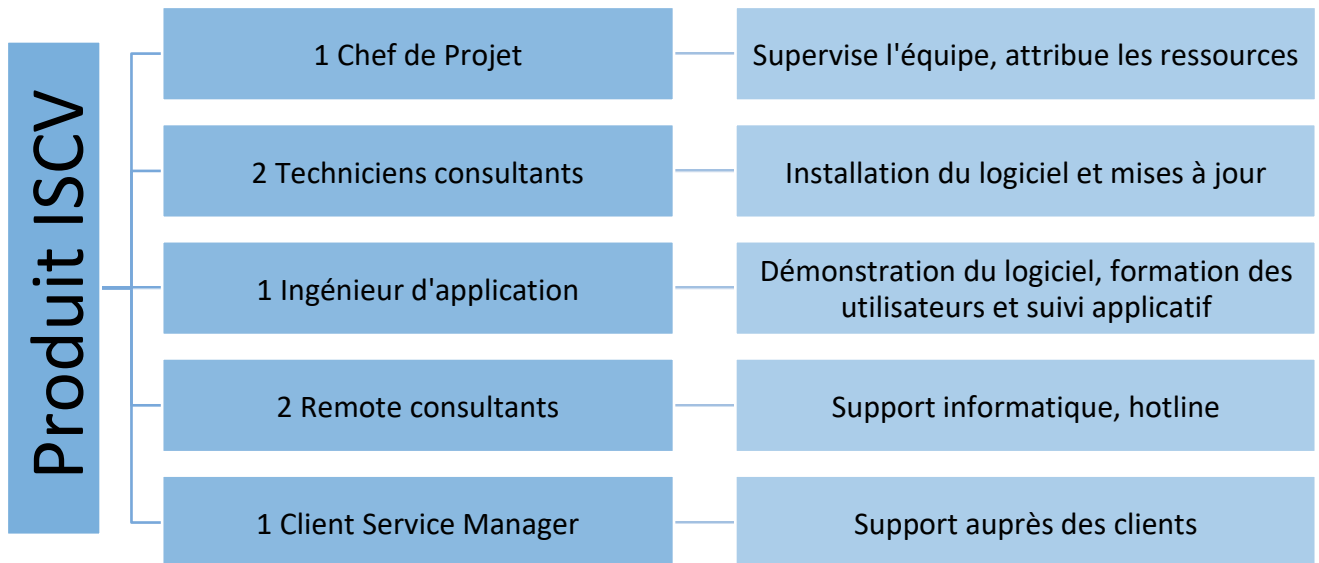 Produit ISCV
1 Chef de Projet
Supervise l'équipe, attribue les ressources
2 Techniciens consultants
Installation du logiciel et mises à jour
1 Ingénieur d'application
Démonstration du logiciel, formation des
utilisateurs et suivi applicatif
2 Remote consultants
Support informatique, hotline
1 Client Service Manager
Support auprès des clients